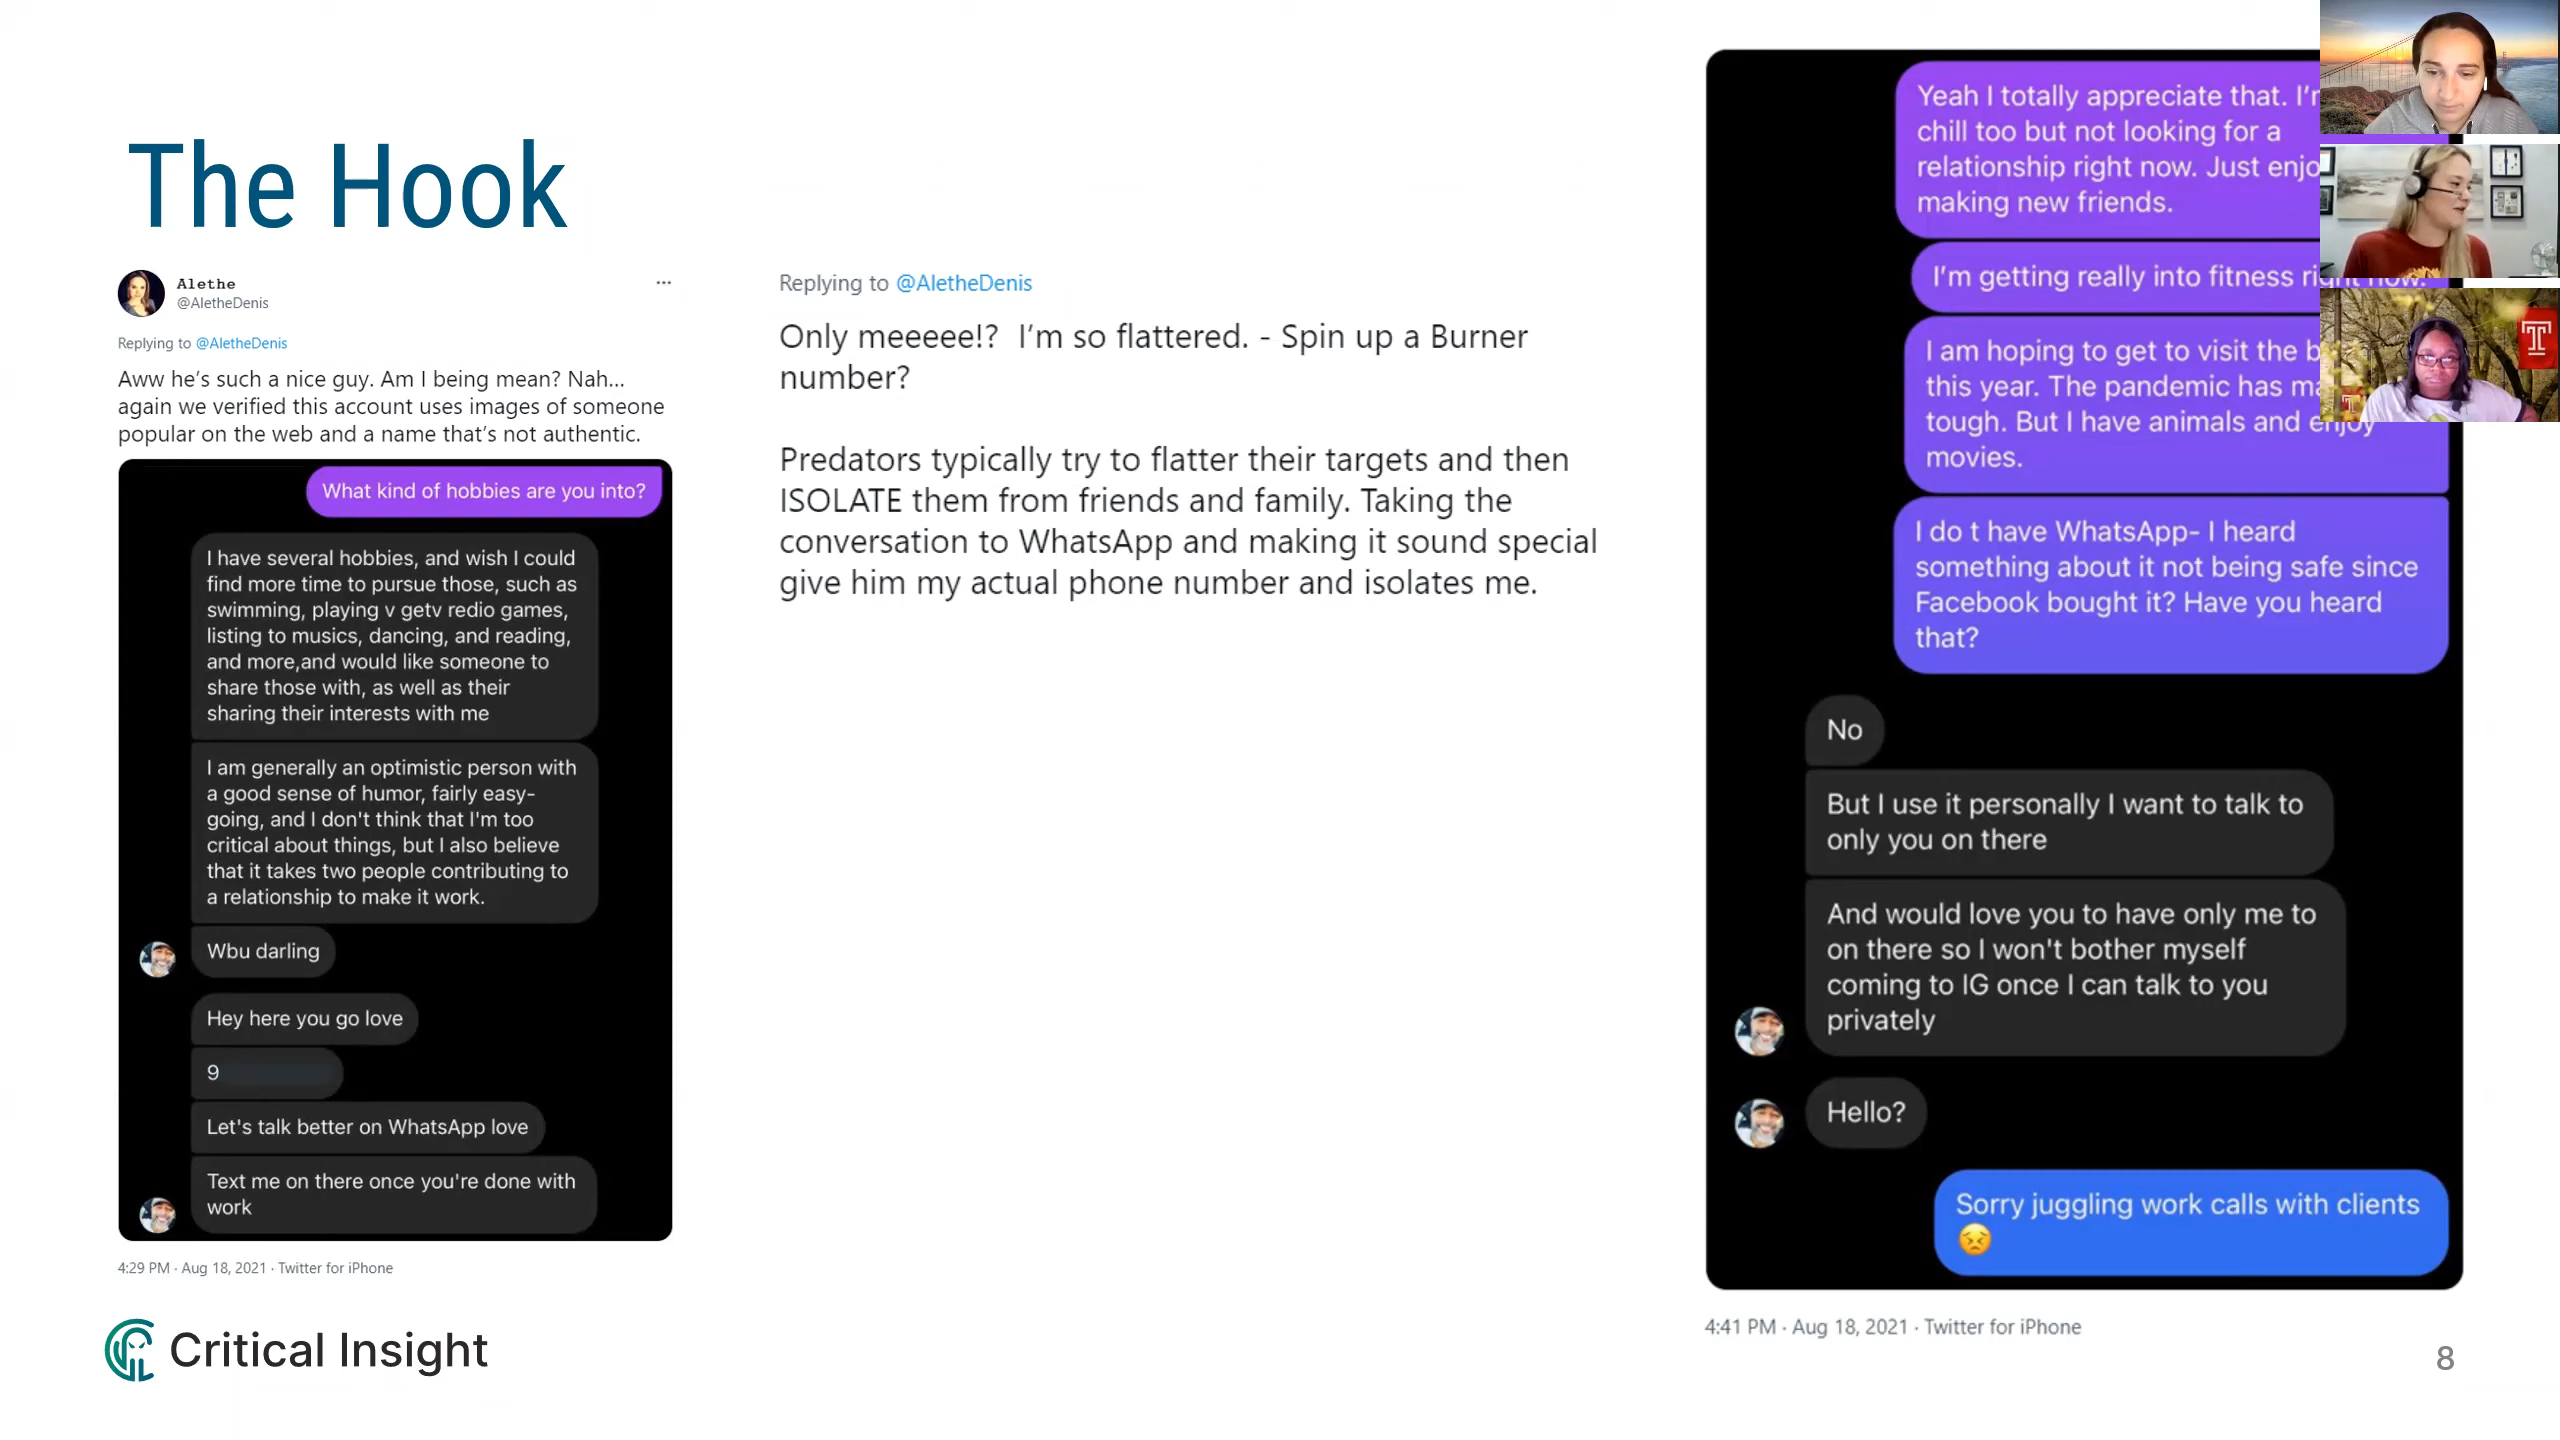 The Hook
Alethe
@AletheDenis
Replying to @AletheDenis
Aww he's such a nice guy. Am I being mean? Nah...
again we verified this account uses images of someone
popular on the web and a name that's not authentic.
What kind of hobbies are you into?
I have several hobbies, and wish I could
find more time to pursue those, such as
swimming, playing v getv redio games,
listing to musics, dancing, and reading,
and more,and would like someone to
share those with, as well as their
sharing their interests with me
I am generally an optimistic person with
a good sense of humor, fairly easy-
going, and I don't think that I'm too
critical about things, but I also believe
that it takes two people contributing to
a relationship to make it work.
Wbu darling
Hey here you go love
9
Let's talk better on WhatsApp love
Text me on there once you're done with
work
4:29 PM · Aug 18, 2021 · Twitter for iPhone
Replying to @AletheDenis
Only meeeee!? I'm so flattered. - Spin up a Burner
number?
Predators typically try to flatter their targets and then
ISOLATE them from friends and family. Taking the
conversation to WhatsApp and making it sound special
give him my actual phone number and isolates me.
Yeah I totally appreciate that.
chill too but not looking for a
relationship right now. Just
making new friends.
I'm getting really into fitness right now.
I am hoping to get to visit the
this year. The pandemic has
tough. But I have animals and enjoy
movies.
I do t have WhatsApp- I heard
something about it not being safe since
Facebook bought it? Have you heard
that?
No
But I use it personally I want to talk to
only you on there
And would love you to have only me to
on there so I won't bother myself
coming to IG once I can talk to you
privately
Hello?
Sorry juggling work calls with clients
4:41 PM · Aug 18, 2021 · Twitter for iPhone
Critical Insight
8